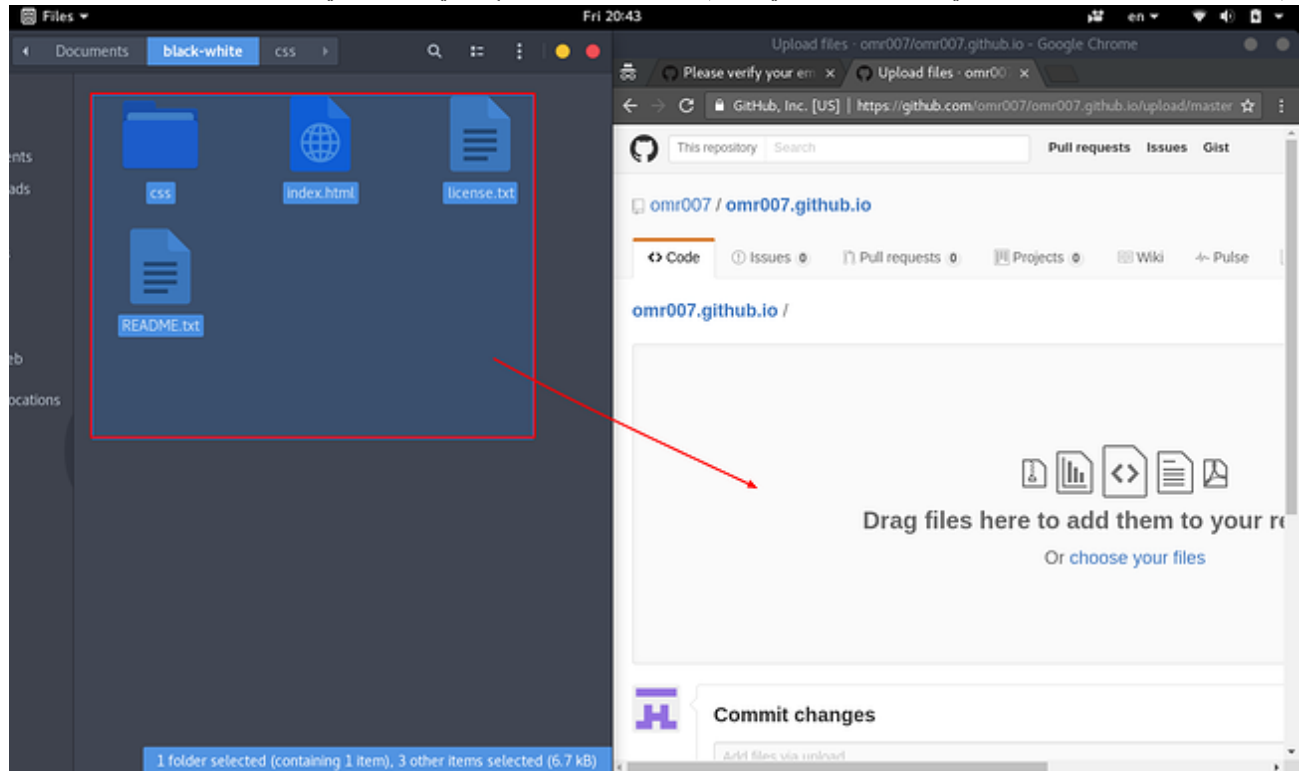 Files
Fri 20:43
en
Documents
black-white
css
ents
ads
eb
ocations
css
index.html
license.txt
README.txt
1 folder selected (containing 1 item), 3 other items selected (6.7 kB)
Upload files · omr007/omr007.github.io - Google Chrome
Please verify your em
Upload files · omr00
GitHub, Inc. [US] | https://github.com/omr007/omr007.github.io/upload/master
This repository
Search
Pull requests
Issues
Gist
omr007 / omr007.github.io
Code
Issues 0
Pull requests 0
Projects 0
Wiki
Pulse
omr007.github.io /
Drag files here to add them to your re
Or choose your files
Commit changes
Add files via upload